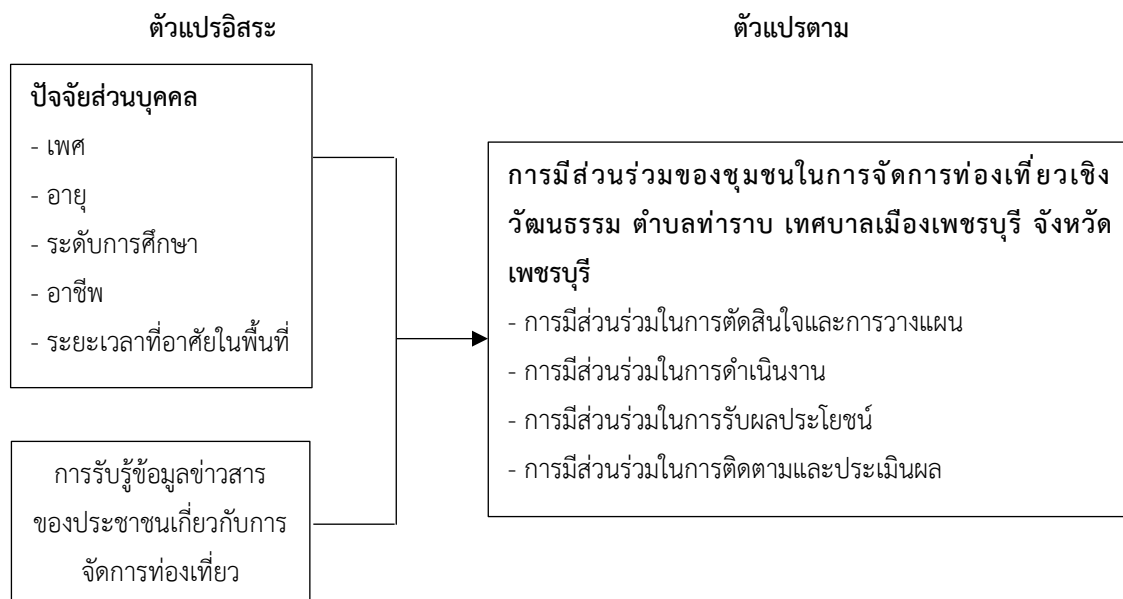 ตัวแปรอิสระ
ตัวแปรตาม
ปัจจัยส่วนบุคคล
- เพศ
- อายุ
- ระดับการศึกษา
- อาชีพ
- ระยะเวลาที่อาศัยในพื้นที่
การรับรู้ข้อมูลข่าวสาร
ของประชาชนเกี่ยวกับการ
จัดการท่องเที่ยว
การมีส่วนร่วมของชุมชนในการจัดการท่องเที่ยวเชิง
วัฒนธรรม ตำบลท่าราบ เทศบาลเมืองเพชรบุรี จังหวัด
เพชรบุรี
- การมีส่วนร่วมในการตัดสินใจและการวางแผน
- การมีส่วนร่วมในการดำเนินงาน
- การมีส่วนร่วมในการรับผลประโยชน์
- การมีส่วนร่วมในการติดตามและประเมินผล